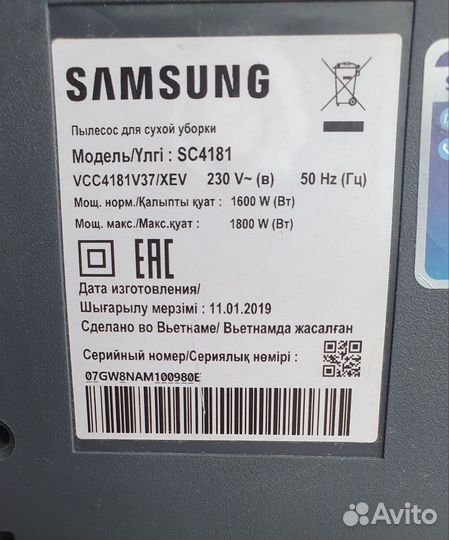 SAMSUNG
Пылесос для сухой уборки
Модель/Үлгі : SC4181
VCC4181V37/XEV 230 V~ (в) 50 Hz (Гц)
Мощ. норм./Қалыпты қуат : 1600 W (Вт)
Мощ. макс./Макс.қуат : 1800 W (Вт)
EAC
Дата изготовления/
Шығарылу мерзімі : 11.01.2019
Сделано во Вьетнаме/ Вьетнамда жасалған
Серийный номер/Сериялық нөмірі :
07GW8NAM100980E
Avito